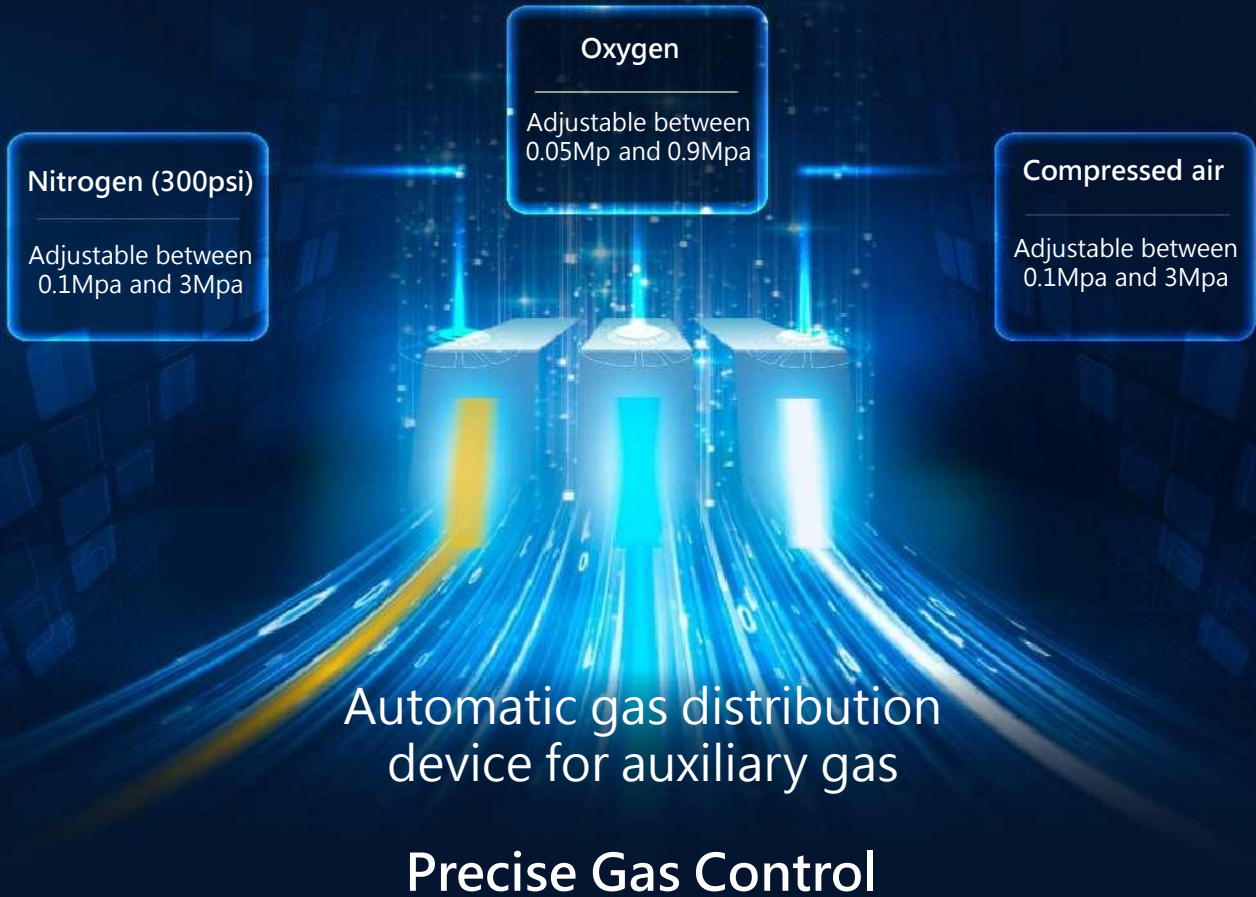 Oxygen
Adjustable between
0.05Mp and 0.9Mpa
Nitrogen (300psi)
Adjustable between
0.1Mpa and 3Mpa
Compressed air
Adjustable between
0.1Mpa and 3Mpa
Automatic gas distribution
device for auxiliary gas
Precise Gas Control